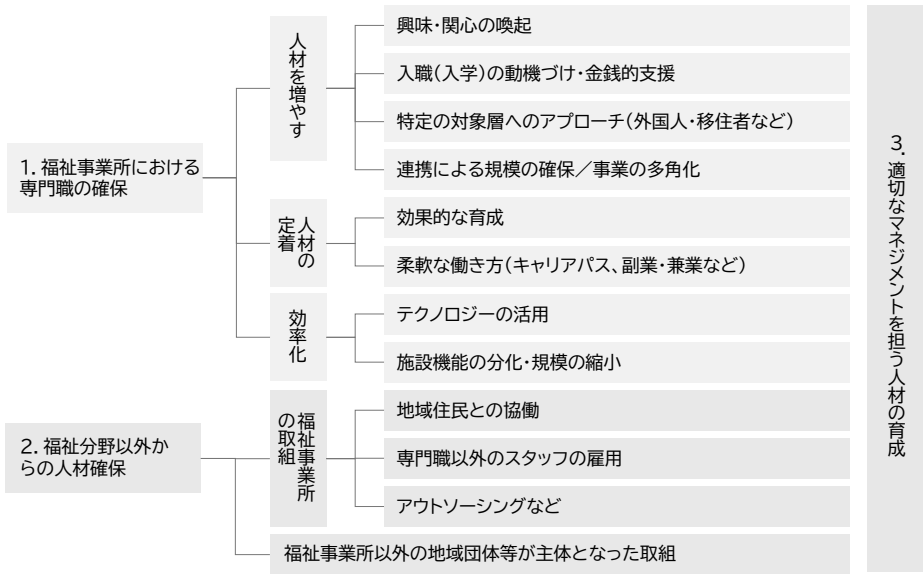 1. 福祉事業所における
専門職の確保
人材を増やす
興味・関心の喚起
入職(入学)の動機づけ・金銭的支援
特定の対象層へのアプローチ(外国人・移住者など)
連携による規模の確保／事業の多角化
人材の
定着
効果的な育成
柔軟な働き方(キャリアパス、副業・兼業など)
効率化
テクノロジーの活用
施設機能の分化・規模の縮小
2. 福祉分野以外か
らの人材確保
福祉事業所
の取組
地域住民との協働
専門職以外のスタッフの雇用
アウトソーシングなど
福祉事業所以外の地域団体等が主体となった取組
3. 適切なマネジメントを担う人材の育成